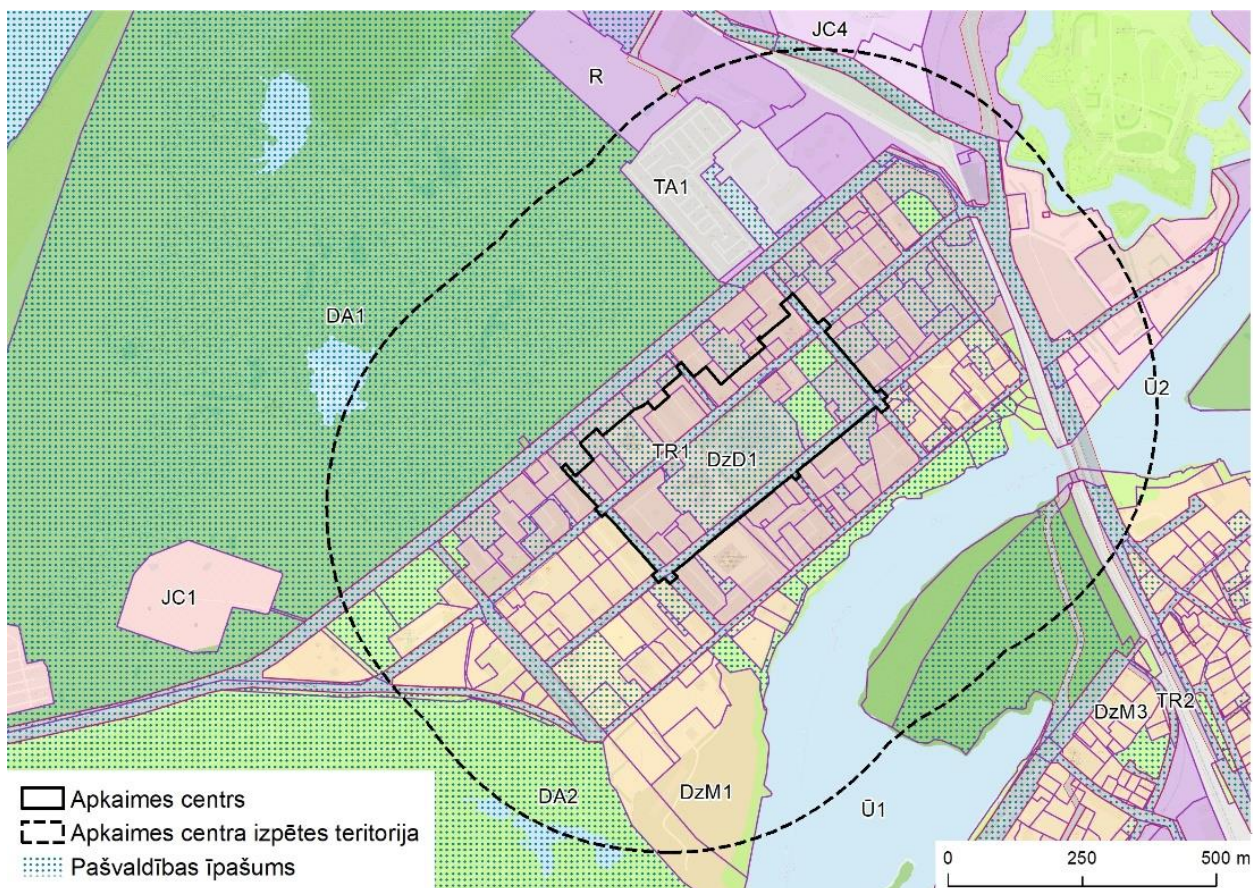 JC4
R
TA1
DA1
Ū2
TR1
DzD1
JC1
TR2
DzM3
DzM1
DA2
Ū1
Apkaimes centrs
Apkaimes centra izpētes teritorija
Pašvaldības īpašums
0 250 500 m